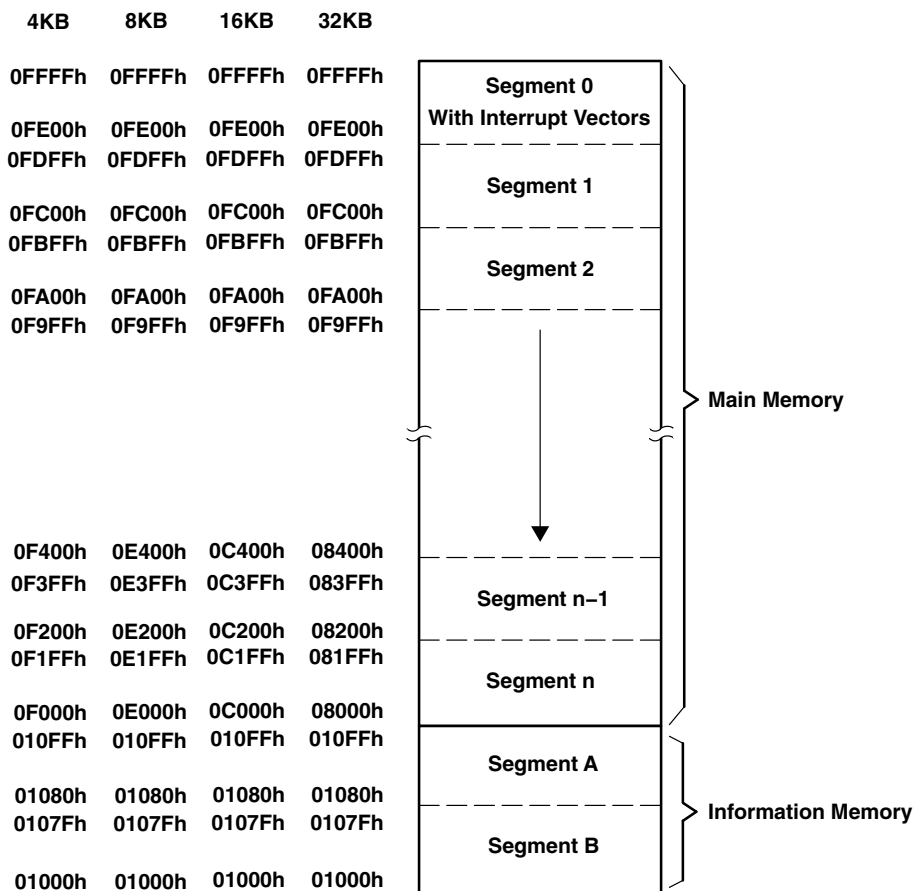 4KB 8KB 16KB 32KB
0FFFFh 0FFFFh 0FFFFh 0FFFFh
Segment 0
With Interrupt Vectors
0FE00h 0FE00h 0FE00h 0FE00h
0FDFFh 0FDFFh 0FDFFh 0FDFFh
Segment 1
0FC00h 0FC00h 0FC00h 0FC00h
0FBFFh 0FBFFh 0FBFFh 0FBFFh
Segment 2
0FA00h 0FA00h 0FA00h 0FA00h
0F9FFh 0F9FFh 0F9FFh 0F9FFh
Main Memory
0F400h 0E400h 0C400h 08400h
0F3FFh 0E3FFh 0C3FFh 083FFh
Segment n−1
0F200h 0E200h 0C200h 08200h
0F1FFh 0E1FFh 0C1FFh 081FFh
Segment n
0F000h 0E000h 0C000h 08000h
010FFh 010FFh 010FFh 010FFh
Segment A
01080h 01080h 01080h 01080h
0107Fh 0107Fh 0107Fh 0107Fh
Information Memory
Segment B
01000h 01000h 01000h 01000h